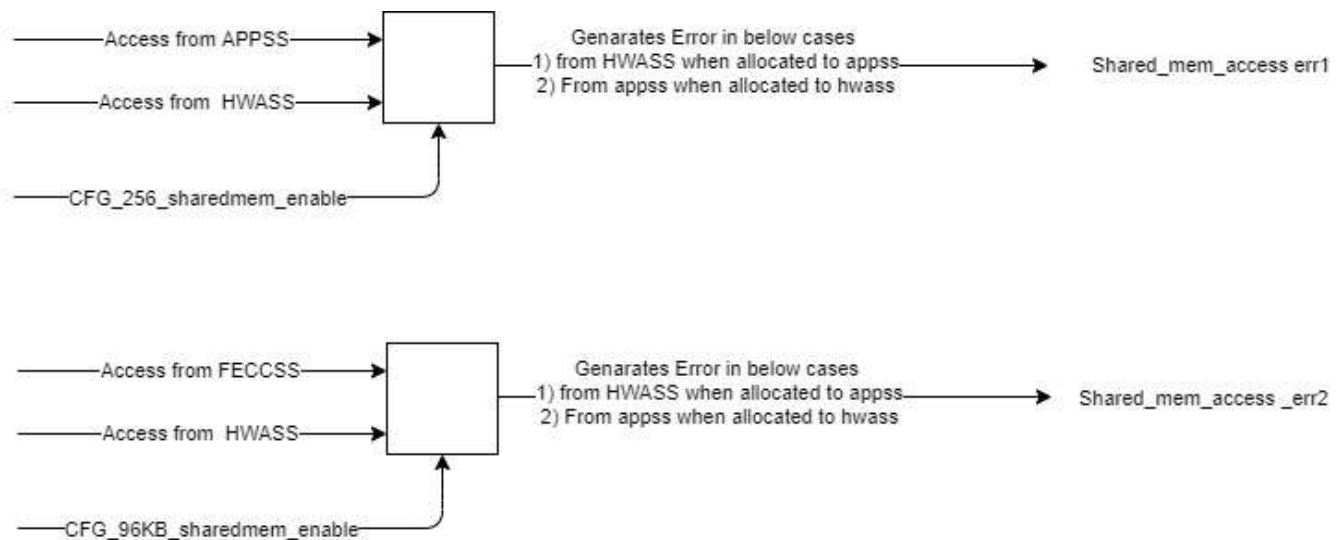 Access from APPSS
Access from  HWASS
CFG_256_sharedmem_enable
Genarates Error in below cases
1) from HWASS when allocated to appss
2) From appss when allocated to hwass
Shared_mem_access err1
Access from FECCSS
Access from  HWASS
CFG_96KB_sharedmem_enable
Genarates Error in below cases
1) from HWASS when allocated to appss
2) From appss when allocated to hwass
Shared_mem_access _err2